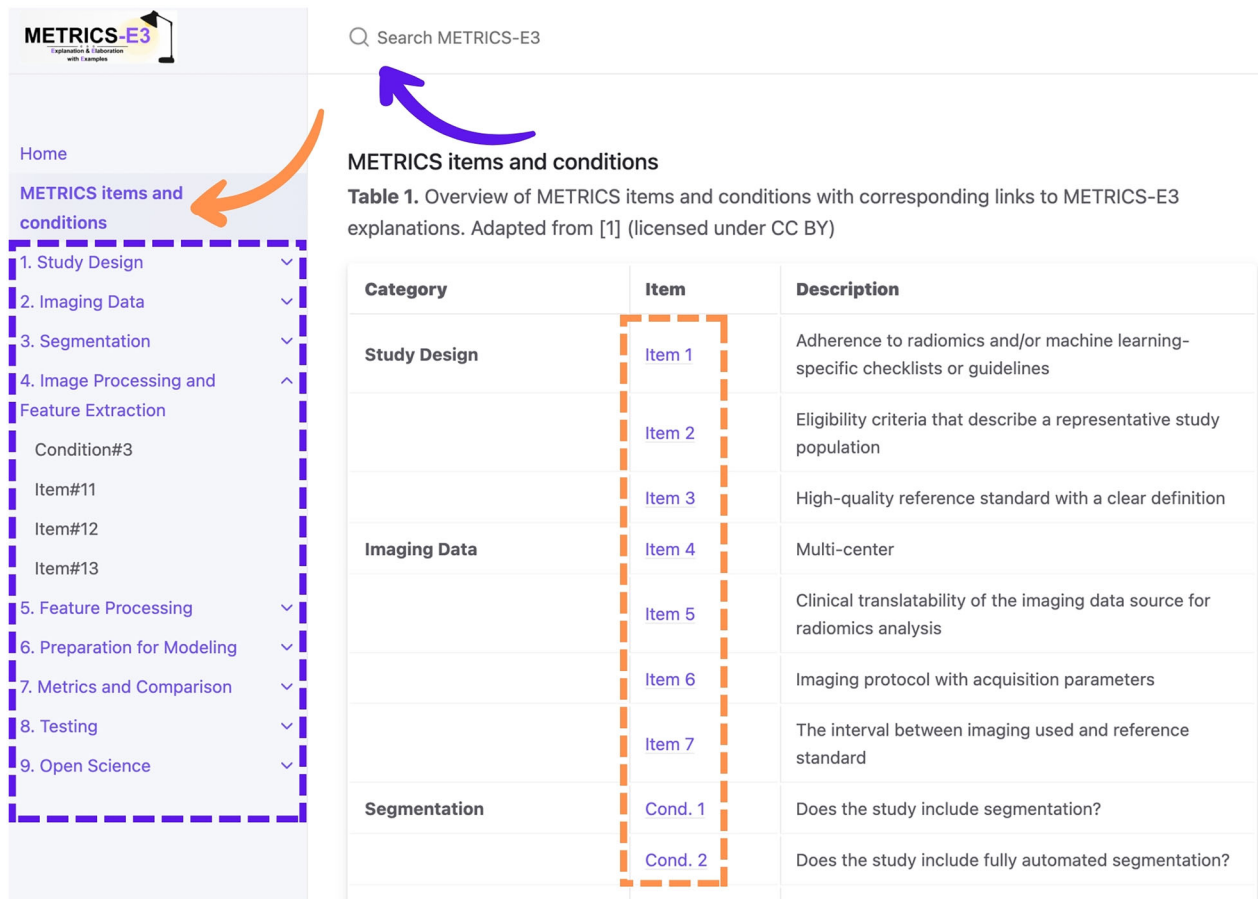 METRICS-E3
Explanation & Elaboration
with Examples
Search METRICS-E3
Home
METRICS items and
conditions
1. Study Design
2. Imaging Data
3. Segmentation
4. Image Processing and
Feature Extraction
Condition#3
Item#11
Item#12
Item#13
5. Feature Processing
6. Preparation for Modeling
7. Metrics and Comparison
8. Testing
9. Open Science
METRICS items and conditions
Table 1. Overview of METRICS items and conditions with corresponding links to METRICS-E3
explanations. Adapted from [1] (licensed under CC BY)
Category Item Description
Study Design Item 1 Adherence to radiomics and/or machine learning-
specific checklists or guidelines
Item 2 Eligibility criteria that describe a representative study
population
Item 3 High-quality reference standard with a clear definition
Imaging Data Item 4 Multi-center
Item 5 Clinical translatability of the imaging data source for
radiomics analysis
Item 6 Imaging protocol with acquisition parameters
Item 7 The interval between imaging used and reference
standard
Segmentation Cond. 1 Does the study include segmentation?
Cond. 2 Does the study include fully automated segmentation?